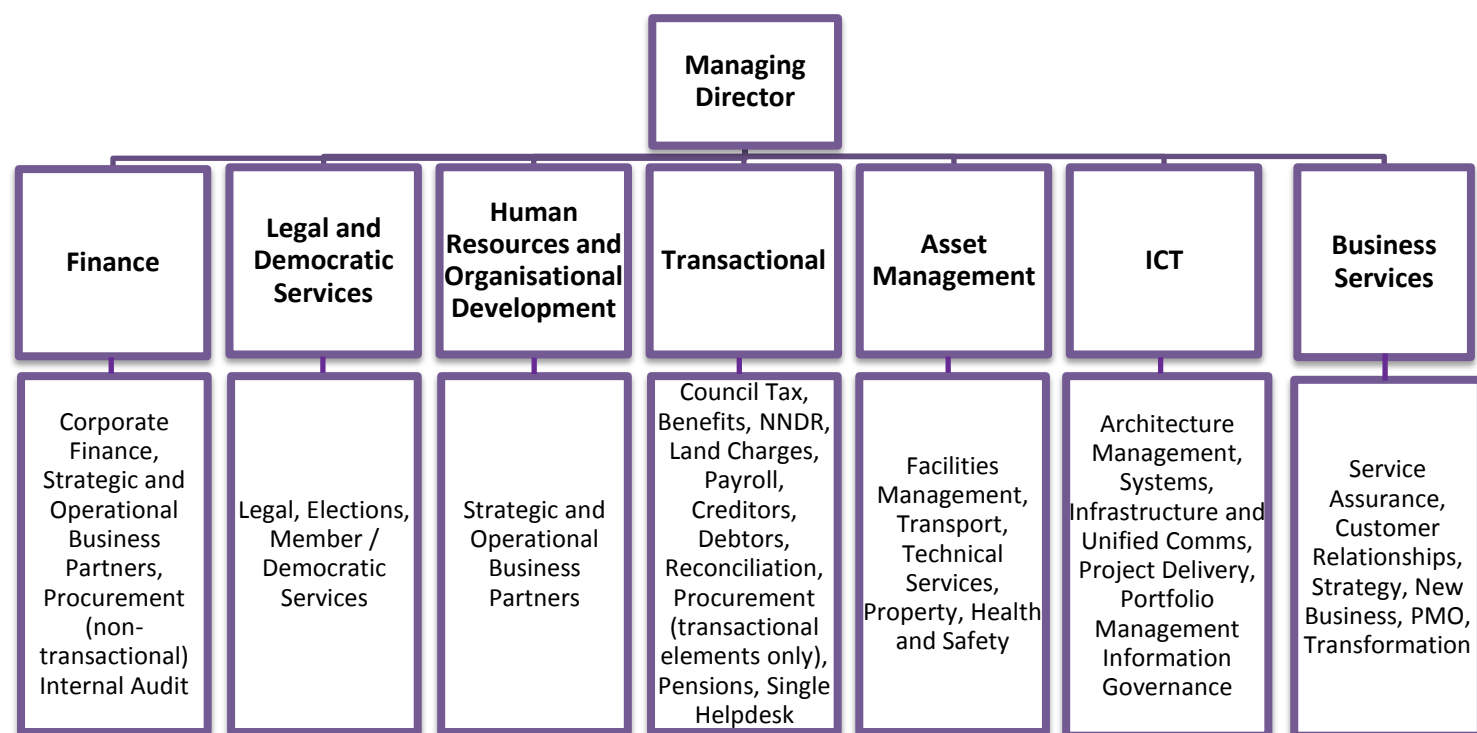 Managing
Director
Finance
Legal and
Democratic
Services
Human
Resources and
Organisational
Development
Transactional
Asset
Management
ICT
Business
Services
Corporate
Finance,
Strategic and
Operational
Business
Partners,
Procurement
(non-
transactional)
Internal Audit
Legal, Elections,
Member /
Democratic
Services
Strategic and
Operational
Business
Partners
Council Tax,
Benefits, NNDR,
Land Charges,
Payroll,
Creditors,
Debtors,
Reconciliation,
Procurement
(transactional
elements only),
Pensions, Single
Helpdesk
Facilities
Management,
Transport,
Technical
Services,
Property, Health
and Safety
Architecture
Management,
Systems,
Infrastructure and
Unified Comms,
Project Delivery,
Portfolio
Management
Information
Governance
Service
Assurance,
Customer
Relationships,
Strategy, New
Business, PMO,
Transformation